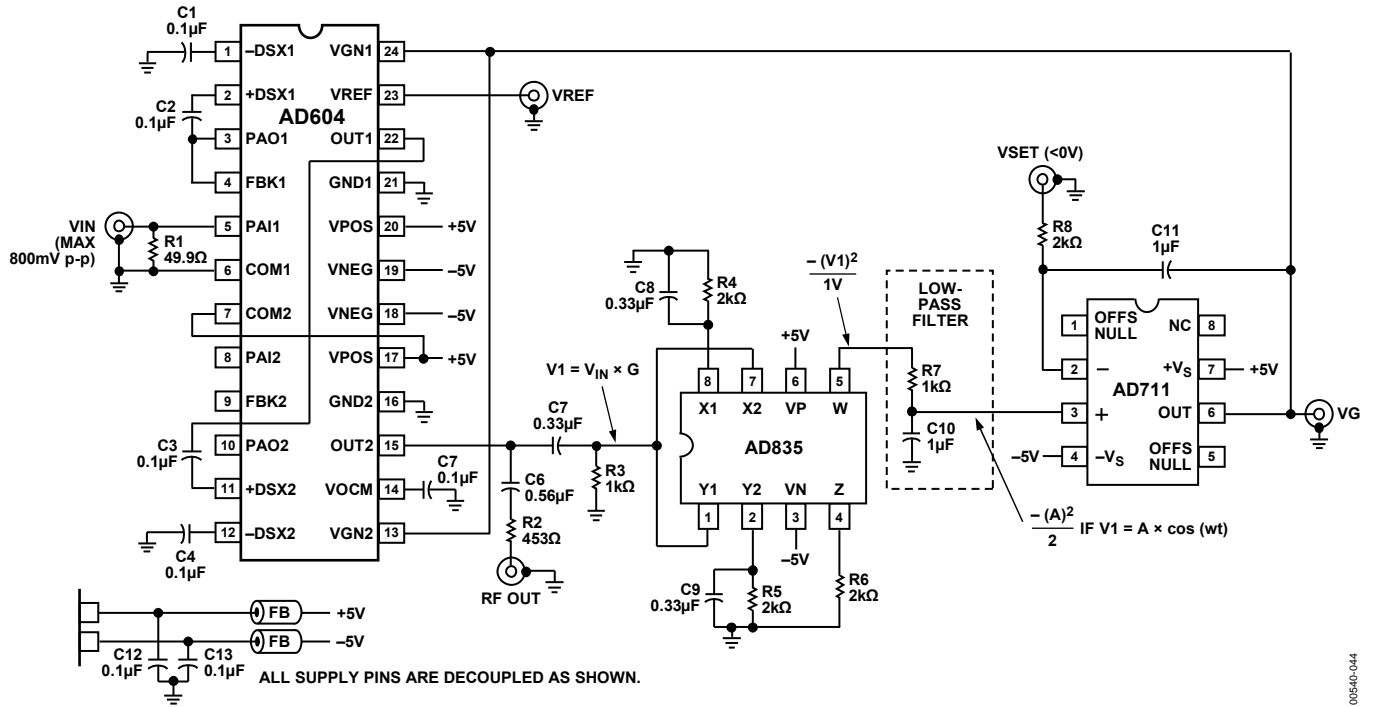 C1
0.1µF
1
–DSX1
VGN1
24
2
+DSX1
VREF
23
VREF
C2
0.1µF
AD604
3
PAO1
OUT1
22
4
FBK1
GND1
21
VIN
(MAX
800mV p-p)
R1
49.9Ω
5
PAI1
VPOS
20
+5V
6
COM1
VNEG
19
–5V
7
COM2
VNEG
18
–5V
8
PAI2
VPOS
17
+5V
9
FBK2
GND2
16
C3
0.1µF
10
PAO2
OUT2
15
11
+DSX2
VOCM
14
C7
0.1µF
12
–DSX2
VGN2
13
C4
0.1µF
C6
0.56µF
R2
453Ω
RF OUT
C7
0.33µF
R3
1kΩ
V1 = VIN × G
C8
0.33µF
R4
2kΩ
8
7
6
5
X1
X2
VP
W
+5V
AD835
Y1
Y2
VN
Z
1
2
3
4
–5V
C9
0.33µF
R5
2kΩ
R6
2kΩ
– (V1)2
1V
LOW-
PASS
FILTER
R7
1kΩ
C10
1µF
– (A)2
2
IF V1 = A × cos (wt)
VSET (<0V)
R8
2kΩ
C11
1µF
1
OFFS
NULL
NC
8
2
–
+VS
7
+5V
AD711
3
+
OUT
6
VG
–5V
4
–VS
OFFS
NULL
5
FB
+5V
FB
–5V
C12
0.1µF
C13
0.1µF
ALL SUPPLY PINS ARE DECOUPLED AS SHOWN.
00540-044